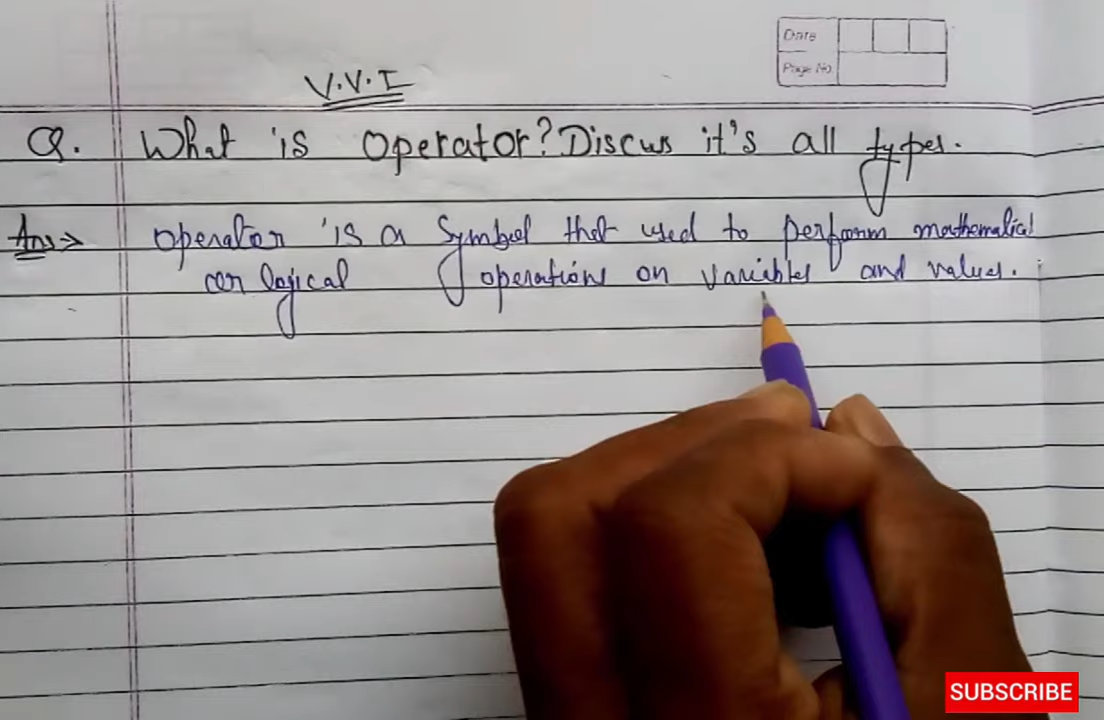 Date
Page No.
V.V.I
Q. What is operator? Discus it's all types.
Ans⇒ operator is a Symbol that used to perform mathematical
or logical operations on variables and values.
SUBSCRIBE